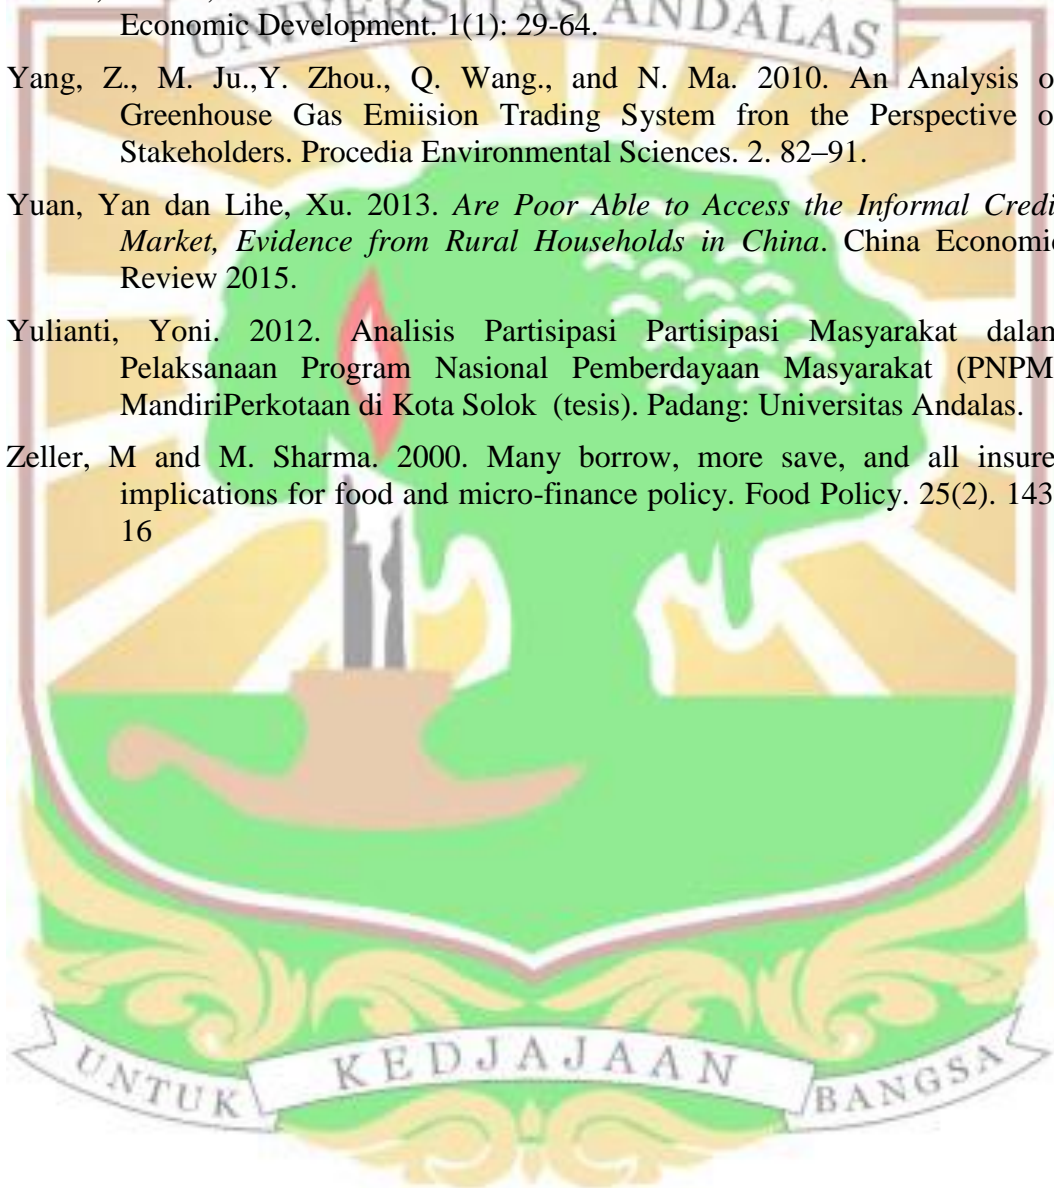 UNIVERSITAS ANDALAS
Economic Development. 1(1): 29-64.
Yang, Z., M. Ju.,Y. Zhou., Q. Wang., and N. Ma. 2010. An Analysis o
Greenhouse Gas Emiision Trading System fron the Perspective o
Stakeholders. Procedia Environmental Sciences. 2. 82–91.
Yuan, Yan dan Lihe, Xu. 2013. Are Poor Able to Access the Informal Credi
Market, Evidence from Rural Households in China. China Economic
Review 2015.
Yulianti, Yoni. 2012. Analisis Partisipasi Partisipasi Masyarakat dalan
Pelaksanaan Program Nasional Pemberdayaan Masyarakat (PNPM
MandiriPerkotaan di Kota Solok (tesis). Padang: Universitas Andalas.
Zeller, M and M. Sharma. 2000. Many borrow, more save, and all insure
implications for food and micro-finance policy. Food Policy. 25(2). 143
16
UNTUK KEDJAJAAN BANGSA